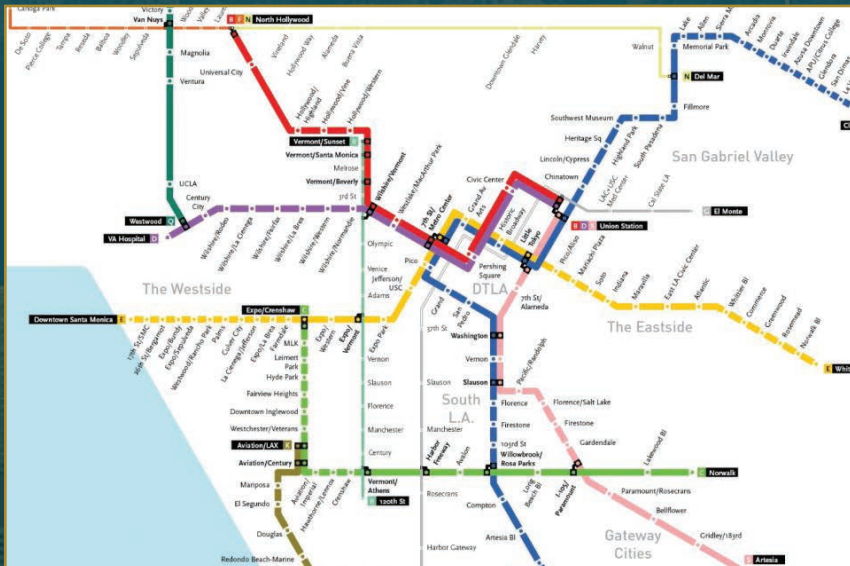 Canoga Park
De Soto
Pierce College
Tampa
Reseda
Balboa
Woodley
Sepulveda
Victory
Van Nuys
Magnolia
Ventura
UCLA
Westwood
VA Hospital D
Century City
Wilshire/Rodeo
Wilshire/La Cienega
Wilshire/Fairfax
Wilshire/La Brea
Wilshire/Western
Wilshire/Normandie
Valley
B
N North Hollywood
Universal City
Hollywood/Highland
Hollywood/Vine
Hollywood/Western
Vermont/Sunset
Vermont/Santa Monica
Melrose
Vermont/Beverly
3rd St
Wilshire/Vermont
Westlake/MacArthur Park
7th St/Metro Center
Vineland
Hollywood Way
Alameda
Buena Vista
Downtown Glendale
Harvey
Walnut
N Del Mar
Lake
Allen
Sierra M
Arcadia
Monrovia
Duarte
Irwindale
Azusa Downtown
APU/Citrus College
Glendora
San Dimas
La
Memorial Park
Fillmore
South Pasadena
Highland Park
Southwest Museum
Heritage Sq
Lincoln/Cypress
Chinatown
San Gabriel Valley
LAC+USC Med Center
Cal State LA
El Monte
B D Union Station
Civic Center
Grand Av Arts
Historic Broadway
Little Tokyo
Pershing Square
DTLA
Pico/Aliso
Mariachi Plaza
Soto
Indiana
Maravilla
East LA Civic Center
Atlantic
Whittier Bl
Commerce
Greenwood
Rosemead
Norwalk Bl
E Whit
The Eastside
The Westside
Downtown Santa Monica E
17th St/SMC
26th St/Bergamot
Expo/Bundy
Expo/Sepulveda
Westwood/Rancho Park
Palms
Culver City
La Cienega/Jefferson
Expo/La Brea
Farmdale
Expo/Crenshaw
Expo/Western
Expo/Vermont
Expo Park
Jefferson/USC
Pico
Olympic
Venice
Adams
Vernon
Slauson
Florence
Manchester
Century
Vermont/Athens
120th St
MLK
Leimert Park
Hyde Park
Fairview Heights
Downtown Inglewood
Westchester/Veterans
Aviation/LAX K
Aviation/Century
Aviation/Imperial
Hawthorne/Lennox
Crenshaw
Mariposa
El Segundo
Douglas
Redondo Beach-Marine
37th St
Slauson
Manchester
Harbor Freeway
Rosecrans
Harbor Gateway
Avalon
Grand
San Pedro
Washington
Vernon
Slauson
Florence
Firestone
103rd St
Willowbrook/Rosa Parks
Compton
Artesia Bl
South L.A.
7th St/Alameda
Pacific/Randolph
Florence/Salt Lake
Firestone
Gardendale
Long Beach Bl
I-105/Paramount
Lakewood Bl
Norwalk
Paramount/Rosecrans
Bellflower
Gridley/183rd
Artesia
Gateway Cities